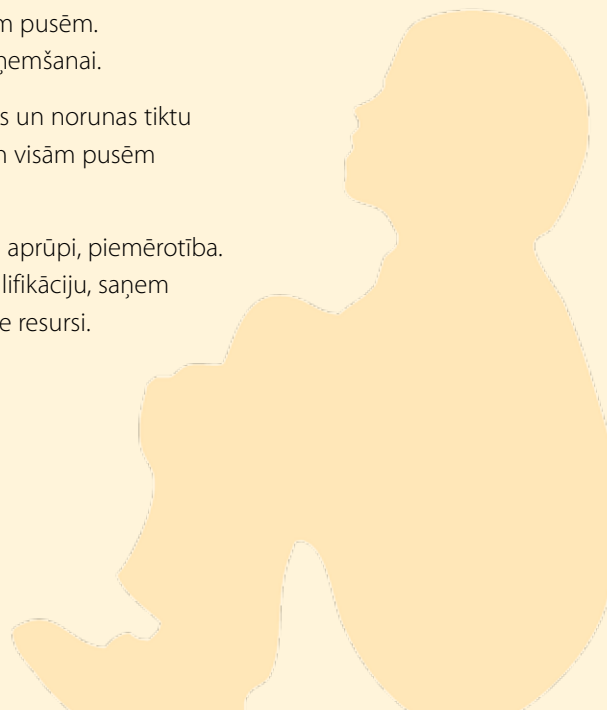 m pusēm.
ņemšanai.
s un norunas tiktu
n visām pusēm
aprūpi, piemērotība.
lifikāciju, saņem
e resursi.